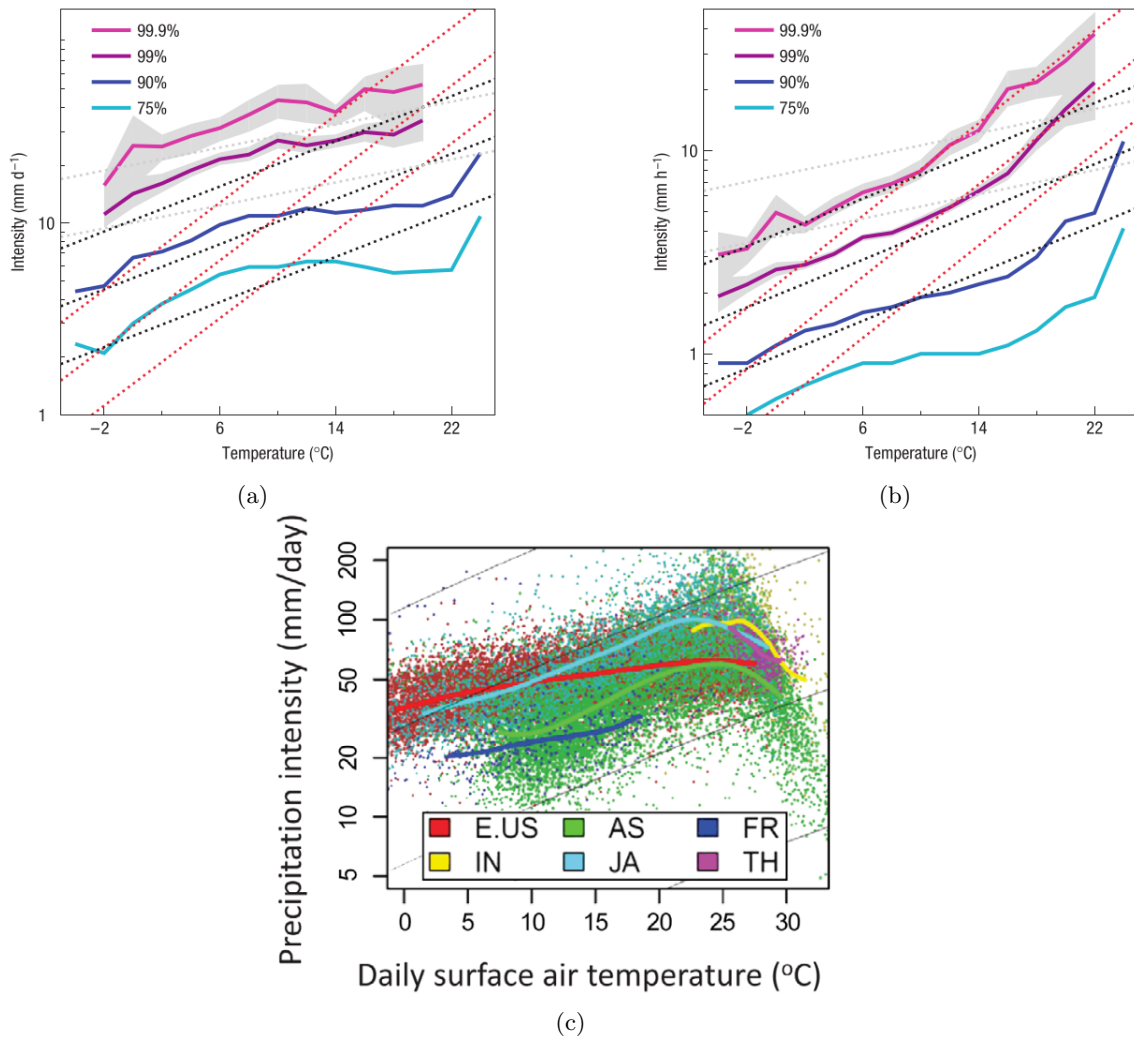 99.9%
99%
90%
75%
10
1
Intensity (mm d⁻¹)
−2 6 14 22
Temperature (°C)
(a)
99.9%
99%
90%
75%
10
1
Intensity (mm h⁻¹)
−2 6 14 22
Temperature (°C)
(b)
Precipitation intensity (mm/day)
200
100
50
20
10
5
E.US AS FR
IN JA TH
0 5 10 15 20 25 30
Daily surface air temperature (°C)
(c)